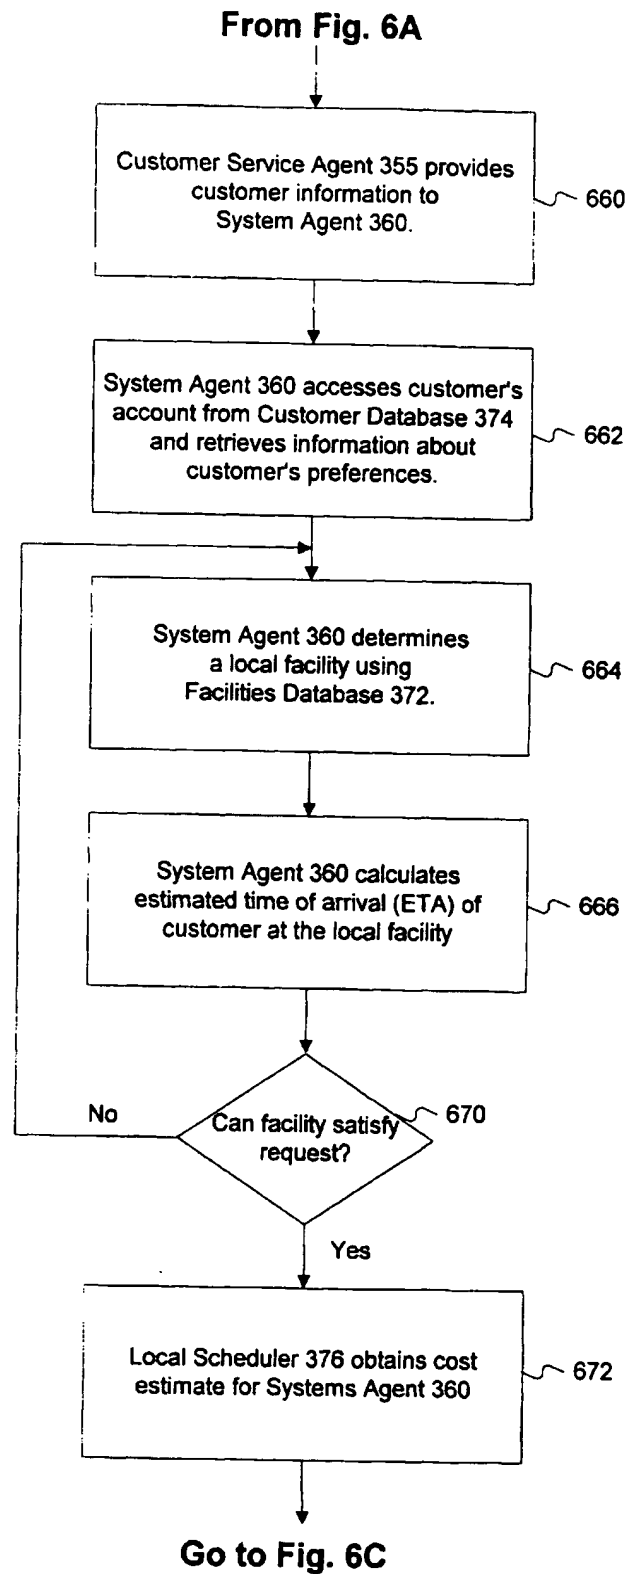 From Fig. 6A
Customer Service Agent 355 provides
customer information to
System Agent 360.
660
System Agent 360 accesses customer's
account from Customer Database 374
and retrieves information about
customer's preferences.
662
System Agent 360 determines
a local facility using
Facilities Database 372.
664
System Agent 360 calculates
estimated time of arrival (ETA) of
customer at the local facility
666
No
Can facility satisfy
request?
670
Yes
Local Scheduler 376 obtains cost
estimate for Systems Agent 360
672
Go to Fig. 6C